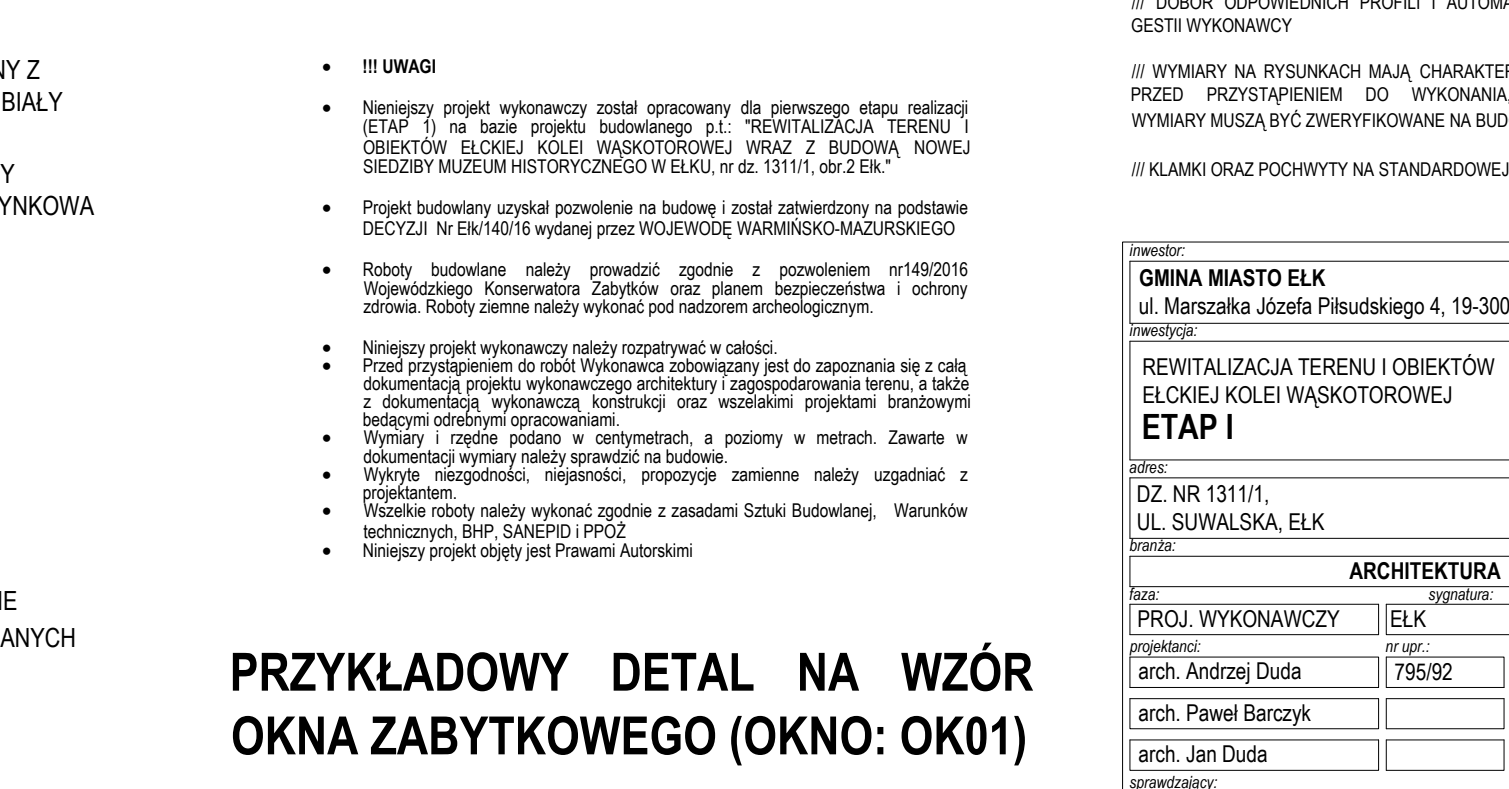 NY Z
BIAŁY
Y
YNKOWA
IE
ANYCH
• !!! UWAGI
• Nieniejszy projekt wykonawczy został opracowany dla pierwszego etapu realizacji
(ETAP 1) na bazie projektu budowlanego p.t.: "REWITALIZACJA TERENU I
OBIEKTÓW EŁCKIEJ KOLEI WĄSKOTOROWEJ WRAZ Z BUDOWĄ NOWEJ
SIEDZIBY MUZEUM HISTORYCZNEGO W EŁKU, nr dz. 1311/1, obr.2 Ełk."
• Projekt budowlany uzyskał pozwolenie na budowę i został zatwierdzony na podstawie
DECYZJI Nr Ełk/140/16 wydanej przez WOJEWODĘ WARMIŃSKO-MAZURSKIEGO
• Roboty budowlane należy prowadzić zgodnie z pozwoleniem nr149/2016
Wojewódzkiego Konserwatora Zabytków oraz planem bezpieczeństwa i ochrony
zdrowia. Roboty ziemne należy wykonać pod nadzorem archeologicznym.
• Niniejszy projekt wykonawczy należy rozpatrywać w całości.
• Przed przystąpieniem do robót Wykonawca zobowiązany jest do zapoznania się z całą
dokumentacją projektu wykonawczego architektury i zagospodarowania terenu, a także
z dokumentacją wykonawczą konstrukcji oraz wszelakimi projektami branżowymi
bedącymi odrebnymi opracowaniami.
• Wymiary i rzędne podano w centymetrach, a poziomy w metrach. Zawarte w
dokumentacji wymiary należy sprawdzić na budowie.
• Wykryte niezgodności, niejasności, propozycje zamienne należy uzgadniać z
projektantem.
• Wszelkie roboty należy wykonać zgodnie z zasadami Sztuki Budowlanej, Warunków
technicznych, BHP, SANEPID i PPOŻ
• Niniejszy projekt objęty jest Prawami Autorskimi
PRZYKŁADOWY DETAL NA WZÓR
OKNA ZABYTKOWEGO (OKNO: OK01)
/// DOBÓR ODPOWIEDNICH PROFILI I AUTOMA
GESTII WYKONAWCY
/// WYMIARY NA RYSUNKACH MAJĄ CHARAKTER
PRZED PRZYSTĄPIENIEM DO WYKONANIA,
WYMIARY MUSZĄ BYĆ ZWERYFIKOWANE NA BUD
/// KLAMKI ORAZ POCHWYTY NA STANDARDOWEJ
inwestor:
GMINA MIASTO EŁK
ul. Marszałka Józefa Piłsudskiego 4, 19-300
inwestycja:
REWITALIZACJA TERENU I OBIEKTÓW
EŁCKIEJ KOLEI WĄSKOTOROWEJ
ETAP I
adres:
DZ. NR 1311/1,
UL. SUWALSKA, EŁK
branża:
ARCHITEKTURA
faza: sygnatura:
PROJ. WYKONAWCZY EŁK
projektanci: nr upr.:
arch. Andrzej Duda 795/92
arch. Paweł Barczyk
arch. Jan Duda
sprawdzający: